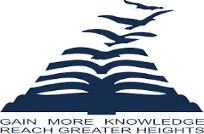 GAIN MORE KNOWLEDGE
REACH GREATER HEIGHTS